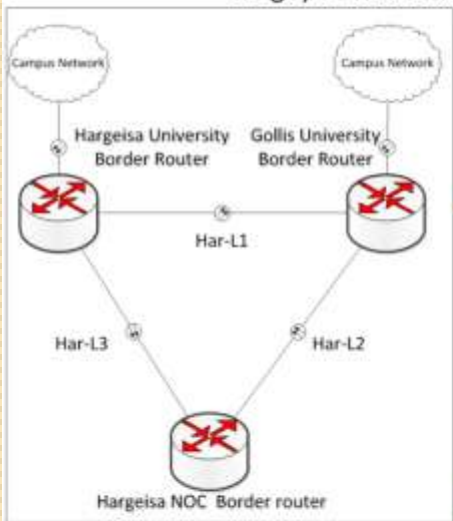 Campus Network
Campus Network
Hargeisa University
Border Router
Gollis University
Border Router
Har-L1
Har-L3
Har-L2
Hargeisa NOC Border router